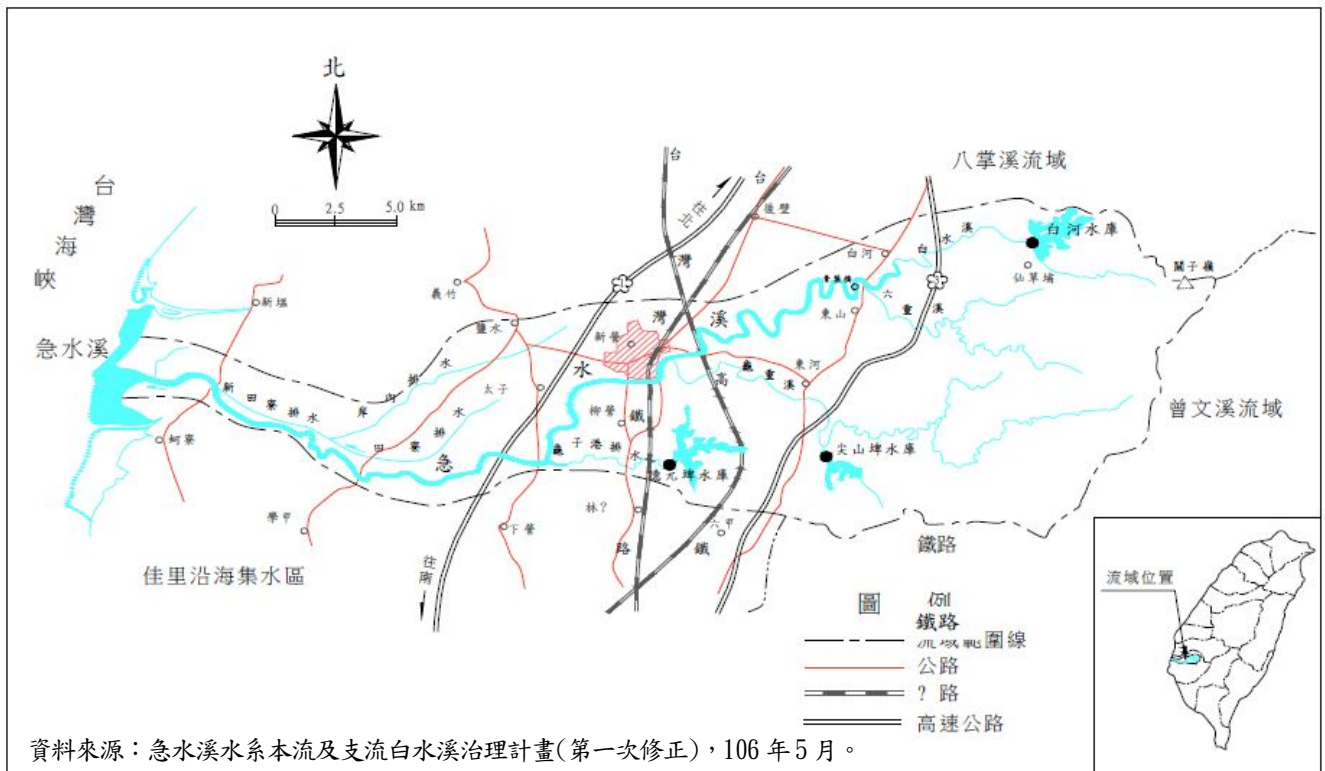 北
0 2.5 5.0 km
台灣海峽
急水溪
八掌溪流域
曾文溪流域
佳里沿海集水區
新塭
義竹
鹽水
新營
太子
柳營
蚵寮
學甲
下營
林?
六甲
後壁
白河
東山
東河
白水溪
六重溪
龜重溪
白河水庫
仙草埔
關子嶺
尖山埤水庫
德元埤水庫
龜子港排水
新田寮排水
田寮排水
岸內排水
急水溪
台灣高鐵
台灣鐵路
往北
往南
鐵路
圖例
鐵路
流域範圍線
公路
?路
高速公路
流域位置
資料來源：急水溪水系本流及支流白水溪治理計畫(第一次修正)，106 年 5 月。